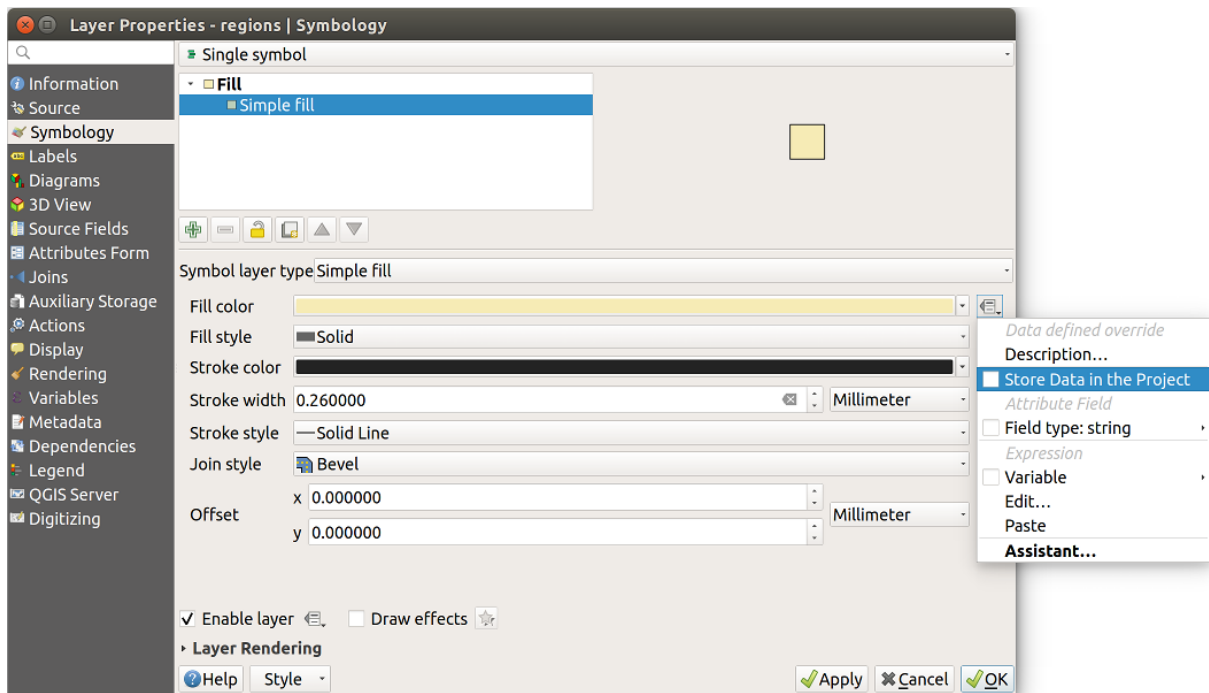 Layer Properties - regions | Symbology
Information
Source
Symbology
Labels
Diagrams
3D View
Source Fields
Attributes Form
Joins
Auxiliary Storage
Actions
Display
Rendering
Variables
Metadata
Dependencies
Legend
QGIS Server
Digitizing
Single symbol
Fill
Simple fill
Symbol layer type Simple fill
Fill color
Fill style Solid
Stroke color
Stroke width 0.260000 Millimeter
Stroke style Solid Line
Join style Bevel
Offset
x 0.000000
y 0.000000
Millimeter
Enable layer Draw effects
Layer Rendering
Help Style Apply Cancel OK
Data defined override
Description...
Store Data in the Project
Attribute Field
Field type: string
Expression
Variable
Edit...
Paste
Assistant...